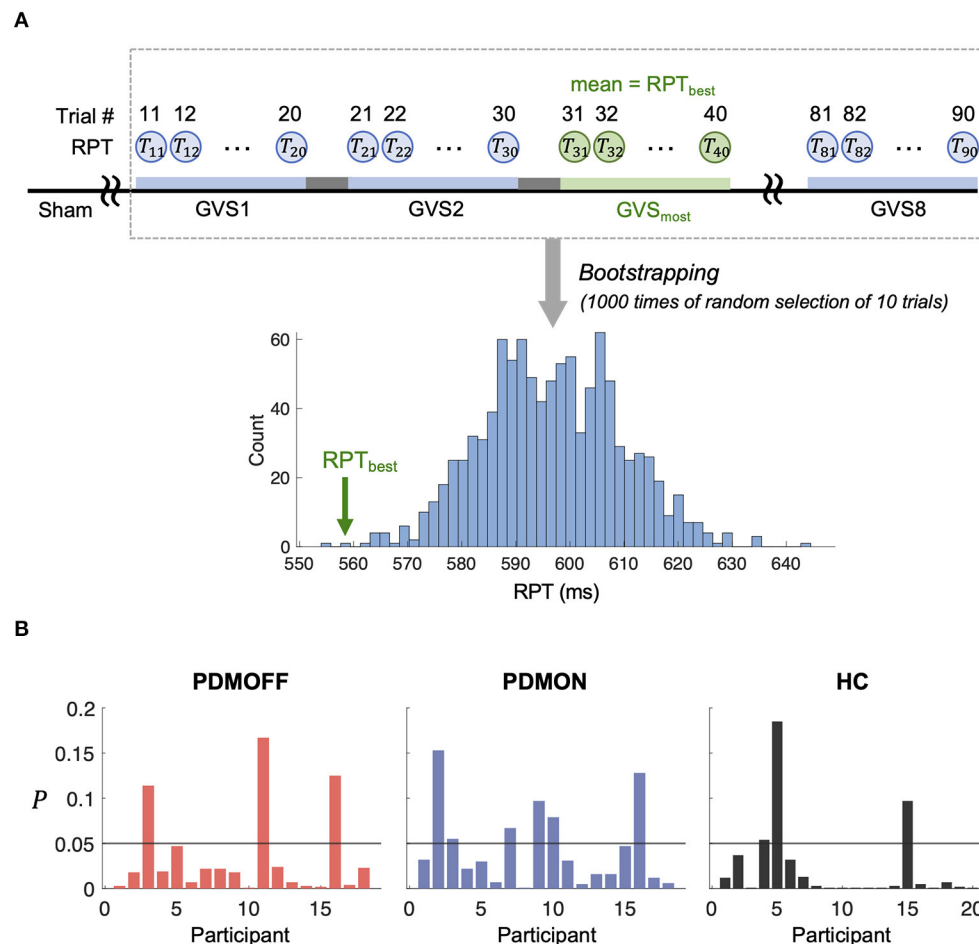 A
mean = RPTbest
Trial # 11 12 20 21 22 30 31 32 40 81 82 90
RPT T11 T12 ... T20 T21 T22 ... T30 T31 T32 ... T40 T81 T82 ... T90
Sham GVS1 GVS2 GVSmost GVS8
Bootstrapping
(1000 times of random selection of 10 trials)
60
40
20
0
Count
RPTbest
550 560 570 580 590 600 610 620 630 640
RPT (ms)
B
PDMOFF PDMON HC
0.2
0.15
0.1
0.05
0
P
0 5 10 15 0 5 10 15 0 5 10 15 20
Participant Participant Participant